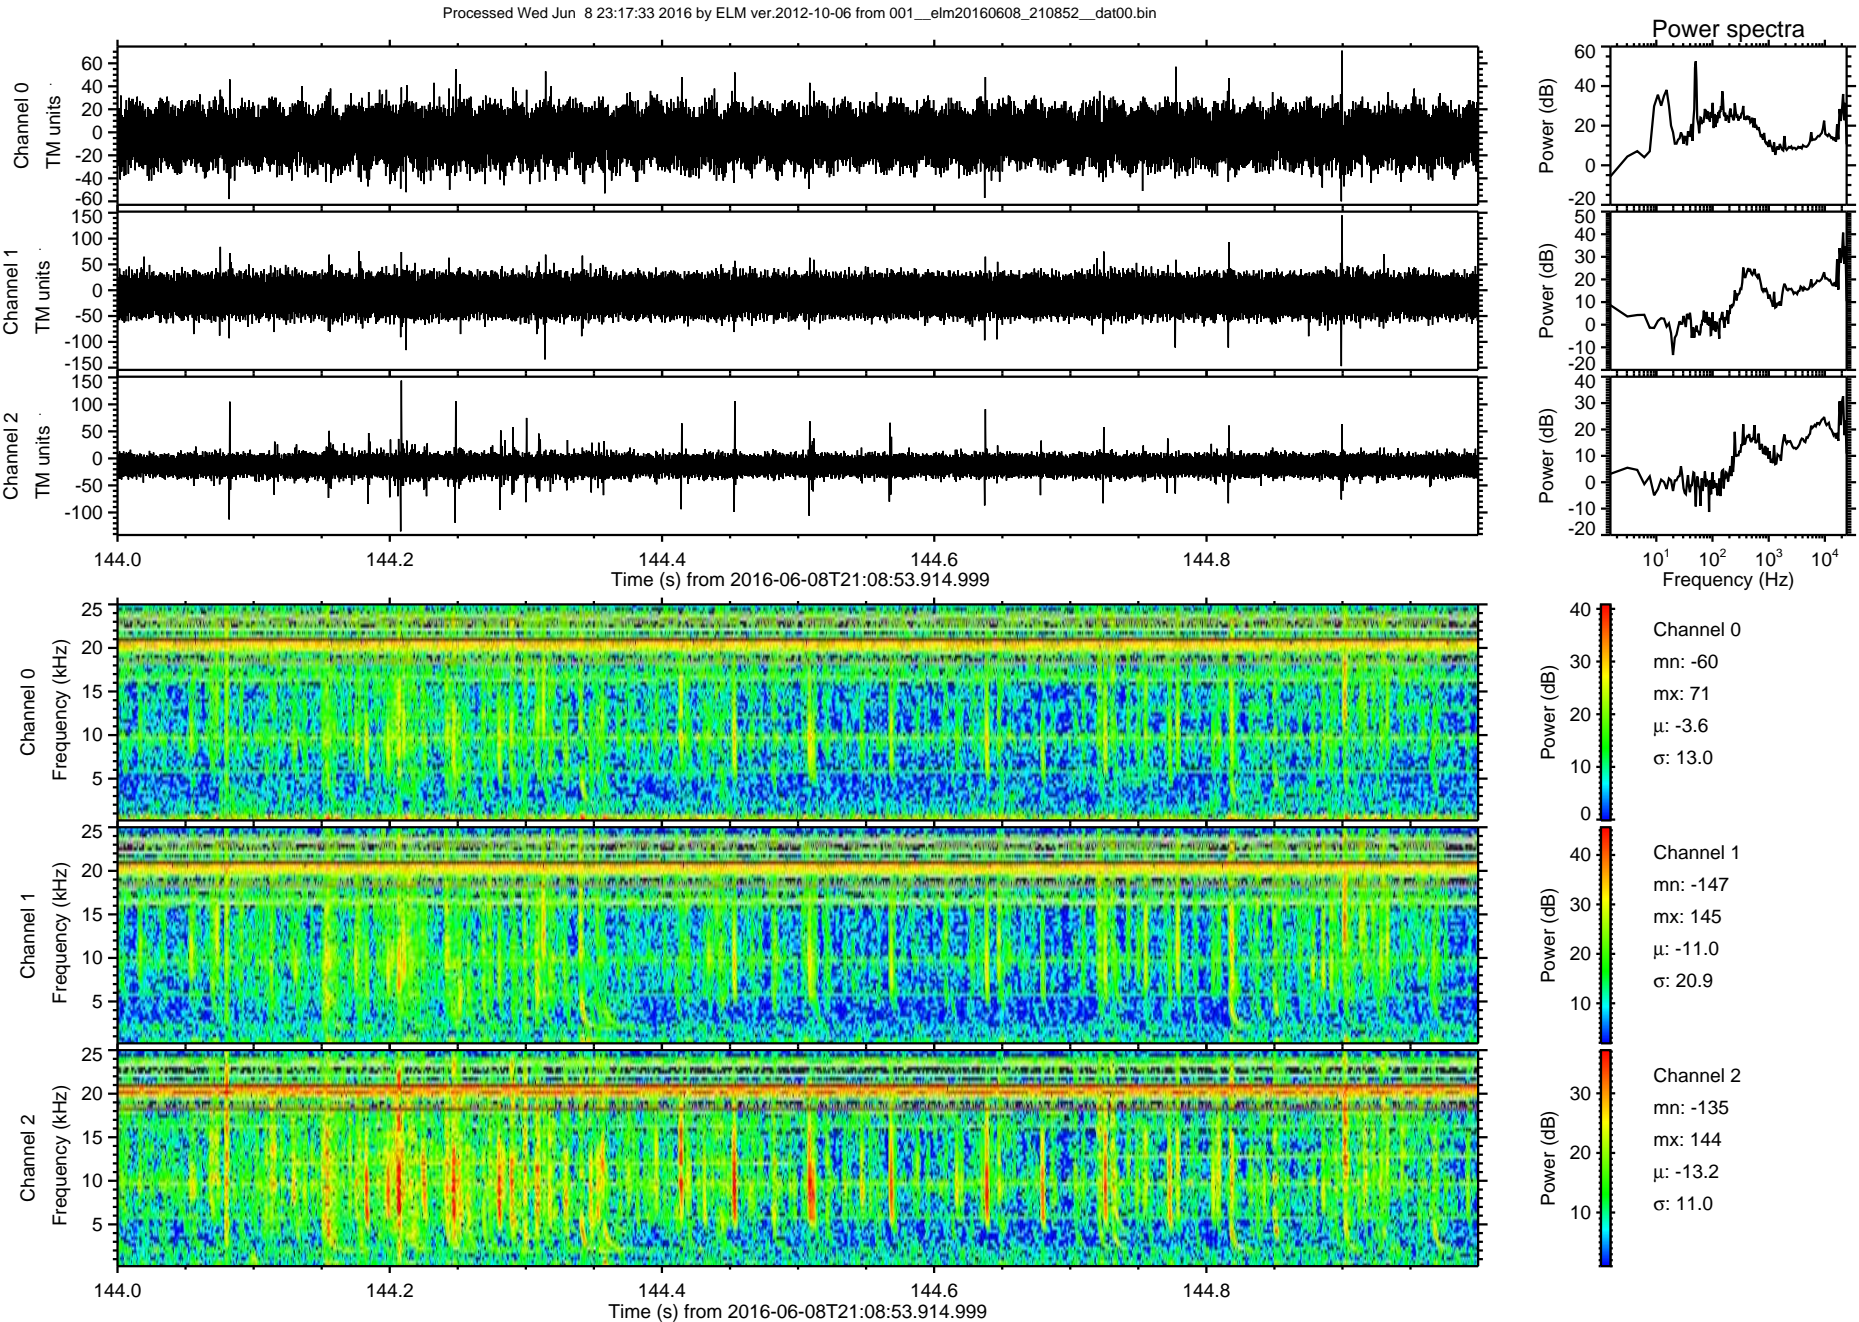 Processed Wed Jun  8 23:17:33 2016 by ELM ver.2012-10-06 from 001__elm20160608_210852__dat00.bin
Power spectra
Channel 0
TM units
60
40
20
0
-20
-40
-60
Power (dB)
60
40
20
0
-20
Channel 1
TM units
150
100
50
0
-50
-100
-150
Power (dB)
50
40
30
20
10
0
-10
-20
Channel 2
TM units
150
100
50
0
-50
-100
Power (dB)
40
30
20
10
0
-10
-20
144.0 144.2 144.4 144.6 144.8
Time (s) from 2016-06-08T21:08:53.914.999
10¹ 10² 10³ 10⁴
Frequency (Hz)
Channel 0
Frequency (kHz)
25
20
15
10
5
Power (dB)
40
30
20
10
0
Channel 0
mn: -60
mx: 71
μ: -3.6
σ: 13.0
Channel 1
Frequency (kHz)
25
20
15
10
5
Power (dB)
40
30
20
10
Channel 1
mn: -147
mx: 145
μ: -11.0
σ: 20.9
Channel 2
Frequency (kHz)
25
20
15
10
5
Power (dB)
30
20
10
Channel 2
mn: -135
mx: 144
μ: -13.2
σ: 11.0
144.0 144.2 144.4 144.6 144.8
Time (s) from 2016-06-08T21:08:53.914.999